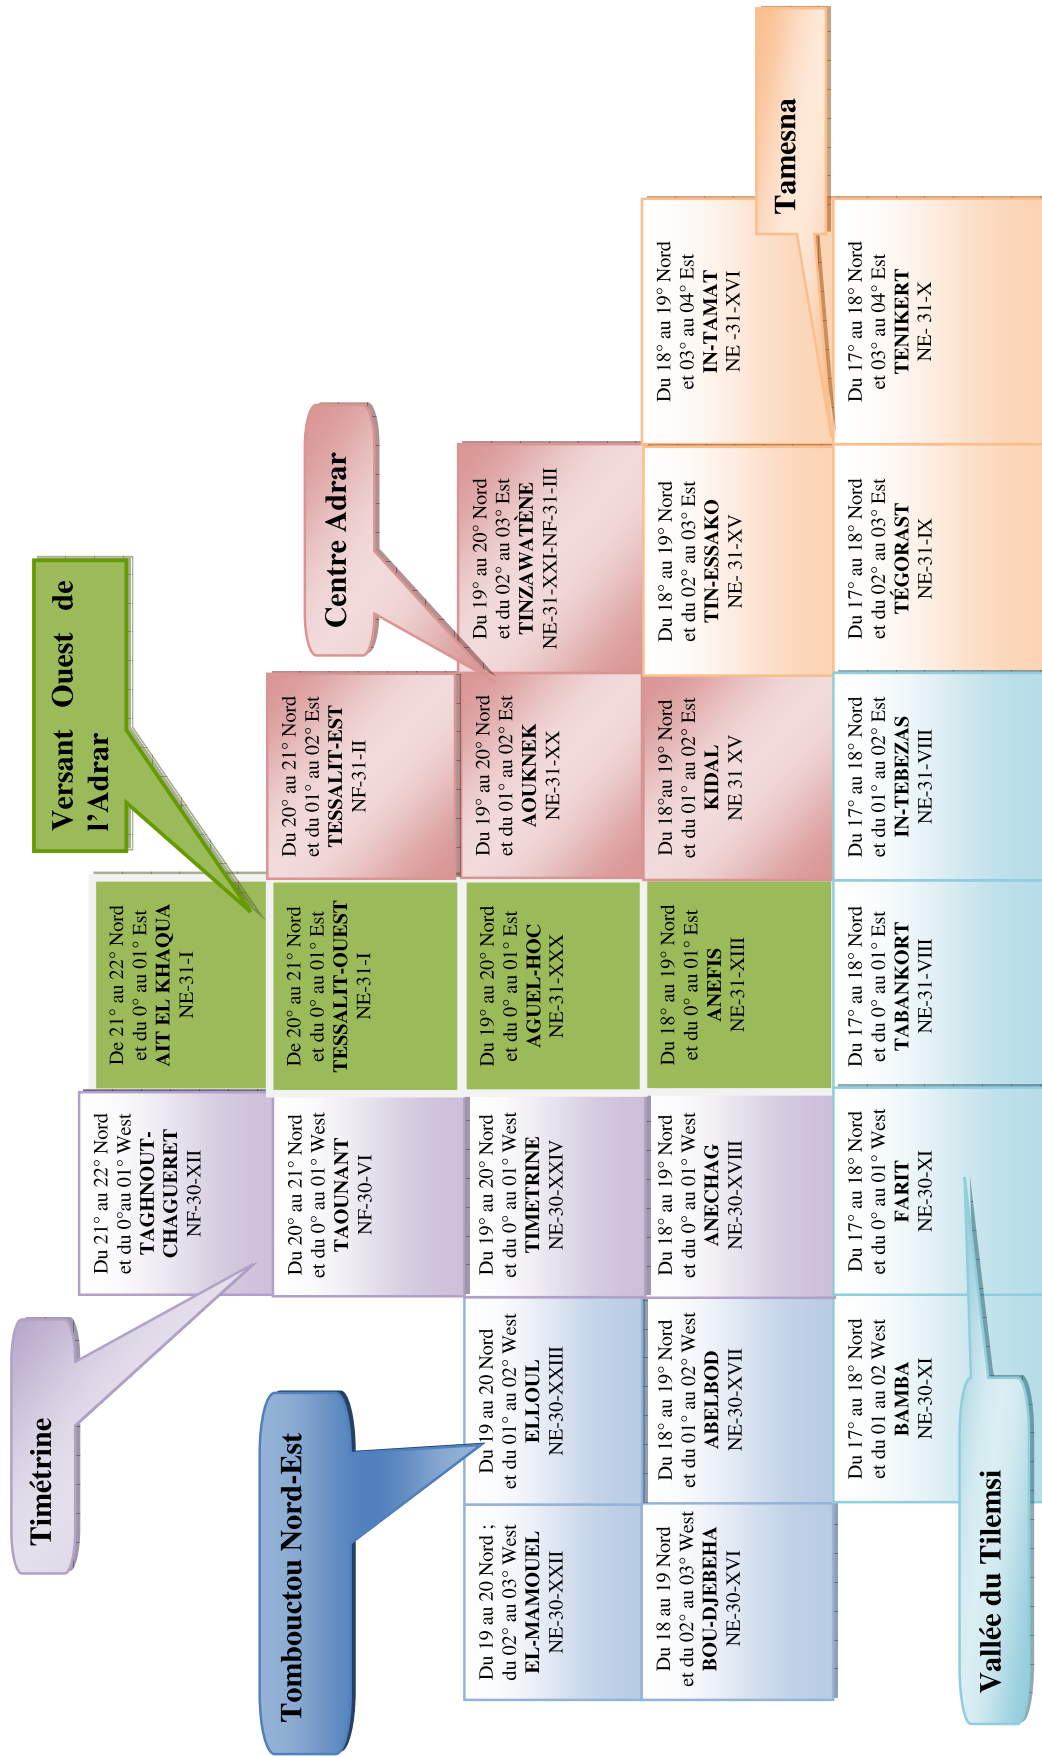 Timétrine
Versant Ouest de
l’Adrar
Du 21° au 22° Nord
et du 0°au 01° West
TAGHNOUT-
CHAGUERET
NF-30-XII
De 21° au 22° Nord
et du 0° au 01° Est
AIT EL KHAQUA
NE-31-I
Tombouctou Nord-Est
Du 20° au 21° Nord
et du 0° au 01° West
TAOUNANT
NF-30-VI
De 20° au 21° Nord
et du 0° au 01° Est
TESSALIT-OUEST
NE-31-I
Du 20° au 21° Nord
et du 01° au 02° Est
TESSALIT-EST
NF-31-II
Centre Adrar
Du 19 au 20 Nord ;
du 02° au 03° West
EL-MAMOUEL
NE-30-XXII
Du 19 au 20 Nord
et du 01° au 02° West
ELLOUL
NE-30-XXIII
Du 19° au 20° Nord
et du 0° au 01° West
TIMETRINE
NE-30-XXIV
Du 19° au 20° Nord
et du 0° au 01° Est
AGUEL-HOC
NE-31-XXX
Du 19° au 20° Nord
et du 01° au 02° Est
AOUKNEK
NE-31-XX
Du 19° au 20° Nord
et du 02° au 03° Est
TINZAWATÈNE
NE-31-XXI-NF-31-III
Du 18 au 19 Nord
et du 02° au 03° West
BOU-DJEBEHA
NE-30-XVI
Du 18° au 19° Nord
et du 01° au 02° West
ABELBOD
NE-30-XVII
Du 18° au 19° Nord
et du 0° au 01° West
ANECHAG
NE-30-XVIII
Du 18° au 19° Nord
et du 0° au 01° Est
ANEFIS
NE-31-XIII
Du 18°au 19° Nord
et du 01° au 02° Est
KIDAL
NE 31 XV
Du 18° au 19° Nord
et du 02° au 03° Est
TIN-ESSAKO
NE- 31-XV
Du 18° au 19° Nord
et 03° au 04° Est
IN-TAMAT
NE -31-XVI
Tamesna
Du 17° au 18° Nord
et du 01 au 02 West
BAMBA
NE-30-XI
Du 17° au 18° Nord
et du 0° au 01° West
FARIT
NE-30-XI
Du 17° au 18° Nord
et du 0° au 01° Est
TABANKORT
NE-31-VIII
Du 17° au 18° Nord
et du 01° au 02° Est
IN-TEBEZAS
NE-31-VIII
Du 17° au 18° Nord
et du 02° au 03° Est
TÉGORAST
NE-31-IX
Du 17° au 18° Nord
et 03° au 04° Est
TENIKERT
NE- 31-X
Vallée du Tilemsi